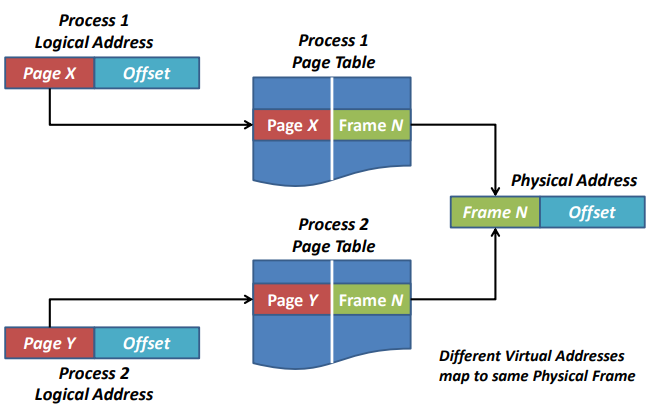 Process 1
Logical Address
Page X
Offset
Process 1
Page Table
Page X
Frame N
Physical Address
Frame N
Offset
Process 2
Page Table
Page Y
Frame N
Page Y
Offset
Process 2
Logical Address
Different Virtual Addresses
map to same Physical Frame